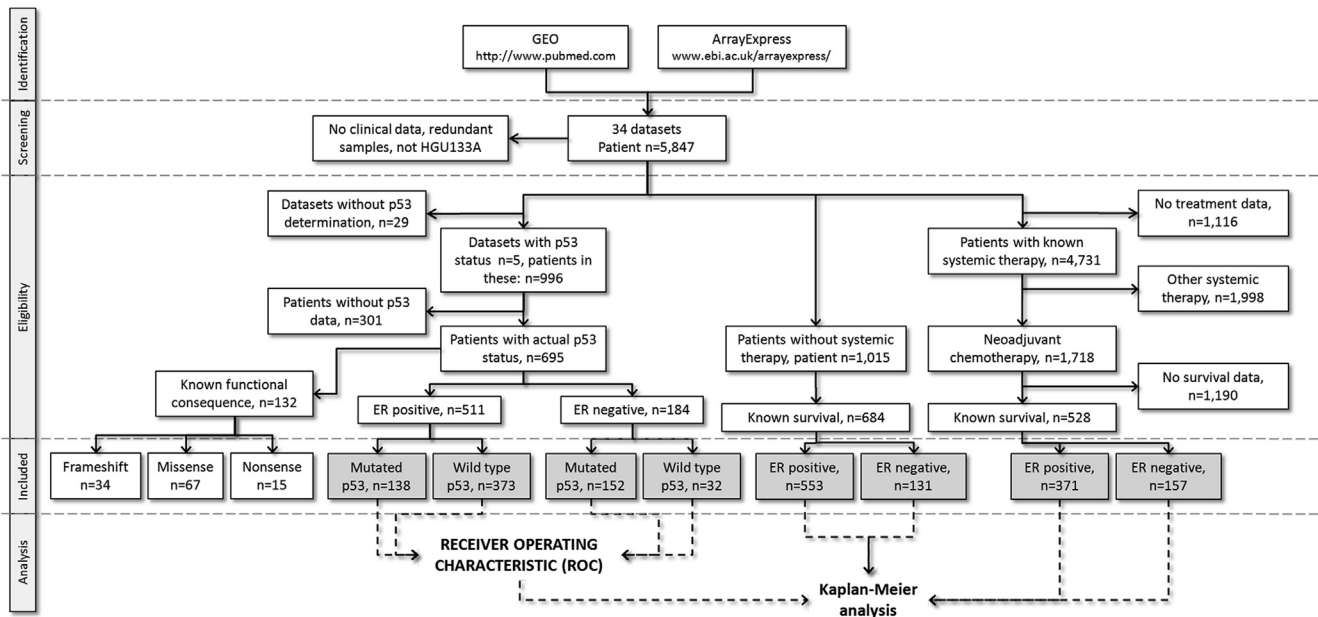 Identification
GEO
http://www.pubmed.com
ArrayExpress
www.ebi.ac.uk/arrayexpress/
Screening
No clinical data, redundant
samples, not HGU133A
34 datasets
Patient n=5,847
Eligibility
Datasets without p53
determination, n=29
Datasets with p53
status n=5, patients in
these: n=996
Patients without p53
data, n=301
Patients with actual p53
status, n=695
Known functional
consequence, n=132
ER positive, n=511
ER negative, n=184
Patients without systemic
therapy, patient n=1,015
Known survival, n=684
No treatment data,
n=1,116
Patients with known
systemic therapy, n=4,731
Other systemic
therapy, n=1,998
Neoadjuvant
chemotherapy, n=1,718
No survival data,
n=1,190
Known survival, n=528
Included
Frameshift
n=34
Missense
n=67
Nonsense
n=15
Mutated
p53, n=138
Wild type
p53, n=373
Mutated
p53, n=152
Wild type
p53, n=32
ER positive,
n=553
ER negative,
n=131
ER positive,
n=371
ER negative,
n=157
Analysis
RECEIVER OPERATING
CHARACTERISTIC (ROC)
Kaplan-Meier
analysis